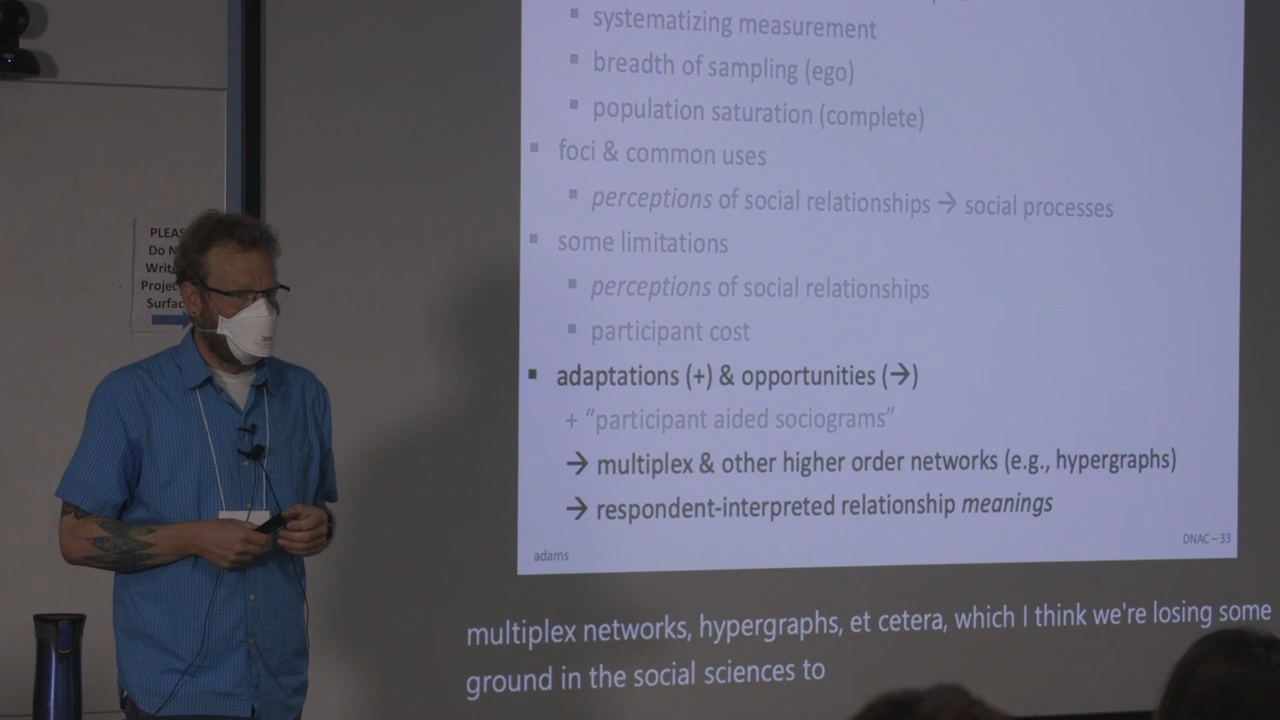 ▪ systematizing measurement
▪ breadth of sampling (ego)
▪ population saturation (complete)
▪ foci & common uses
▪ perceptions of social relationships → social processes
▪ some limitations
▪ perceptions of social relationships
▪ participant cost
▪ adaptations (+) & opportunities (→)
+ “participant aided sociograms”
→ multiplex & other higher order networks (e.g., hypergraphs)
→ respondent-interpreted relationship meanings
adams
DNAC – 33
multiplex networks, hypergraphs, et cetera, which I think we're losing some
ground in the social sciences to
Do